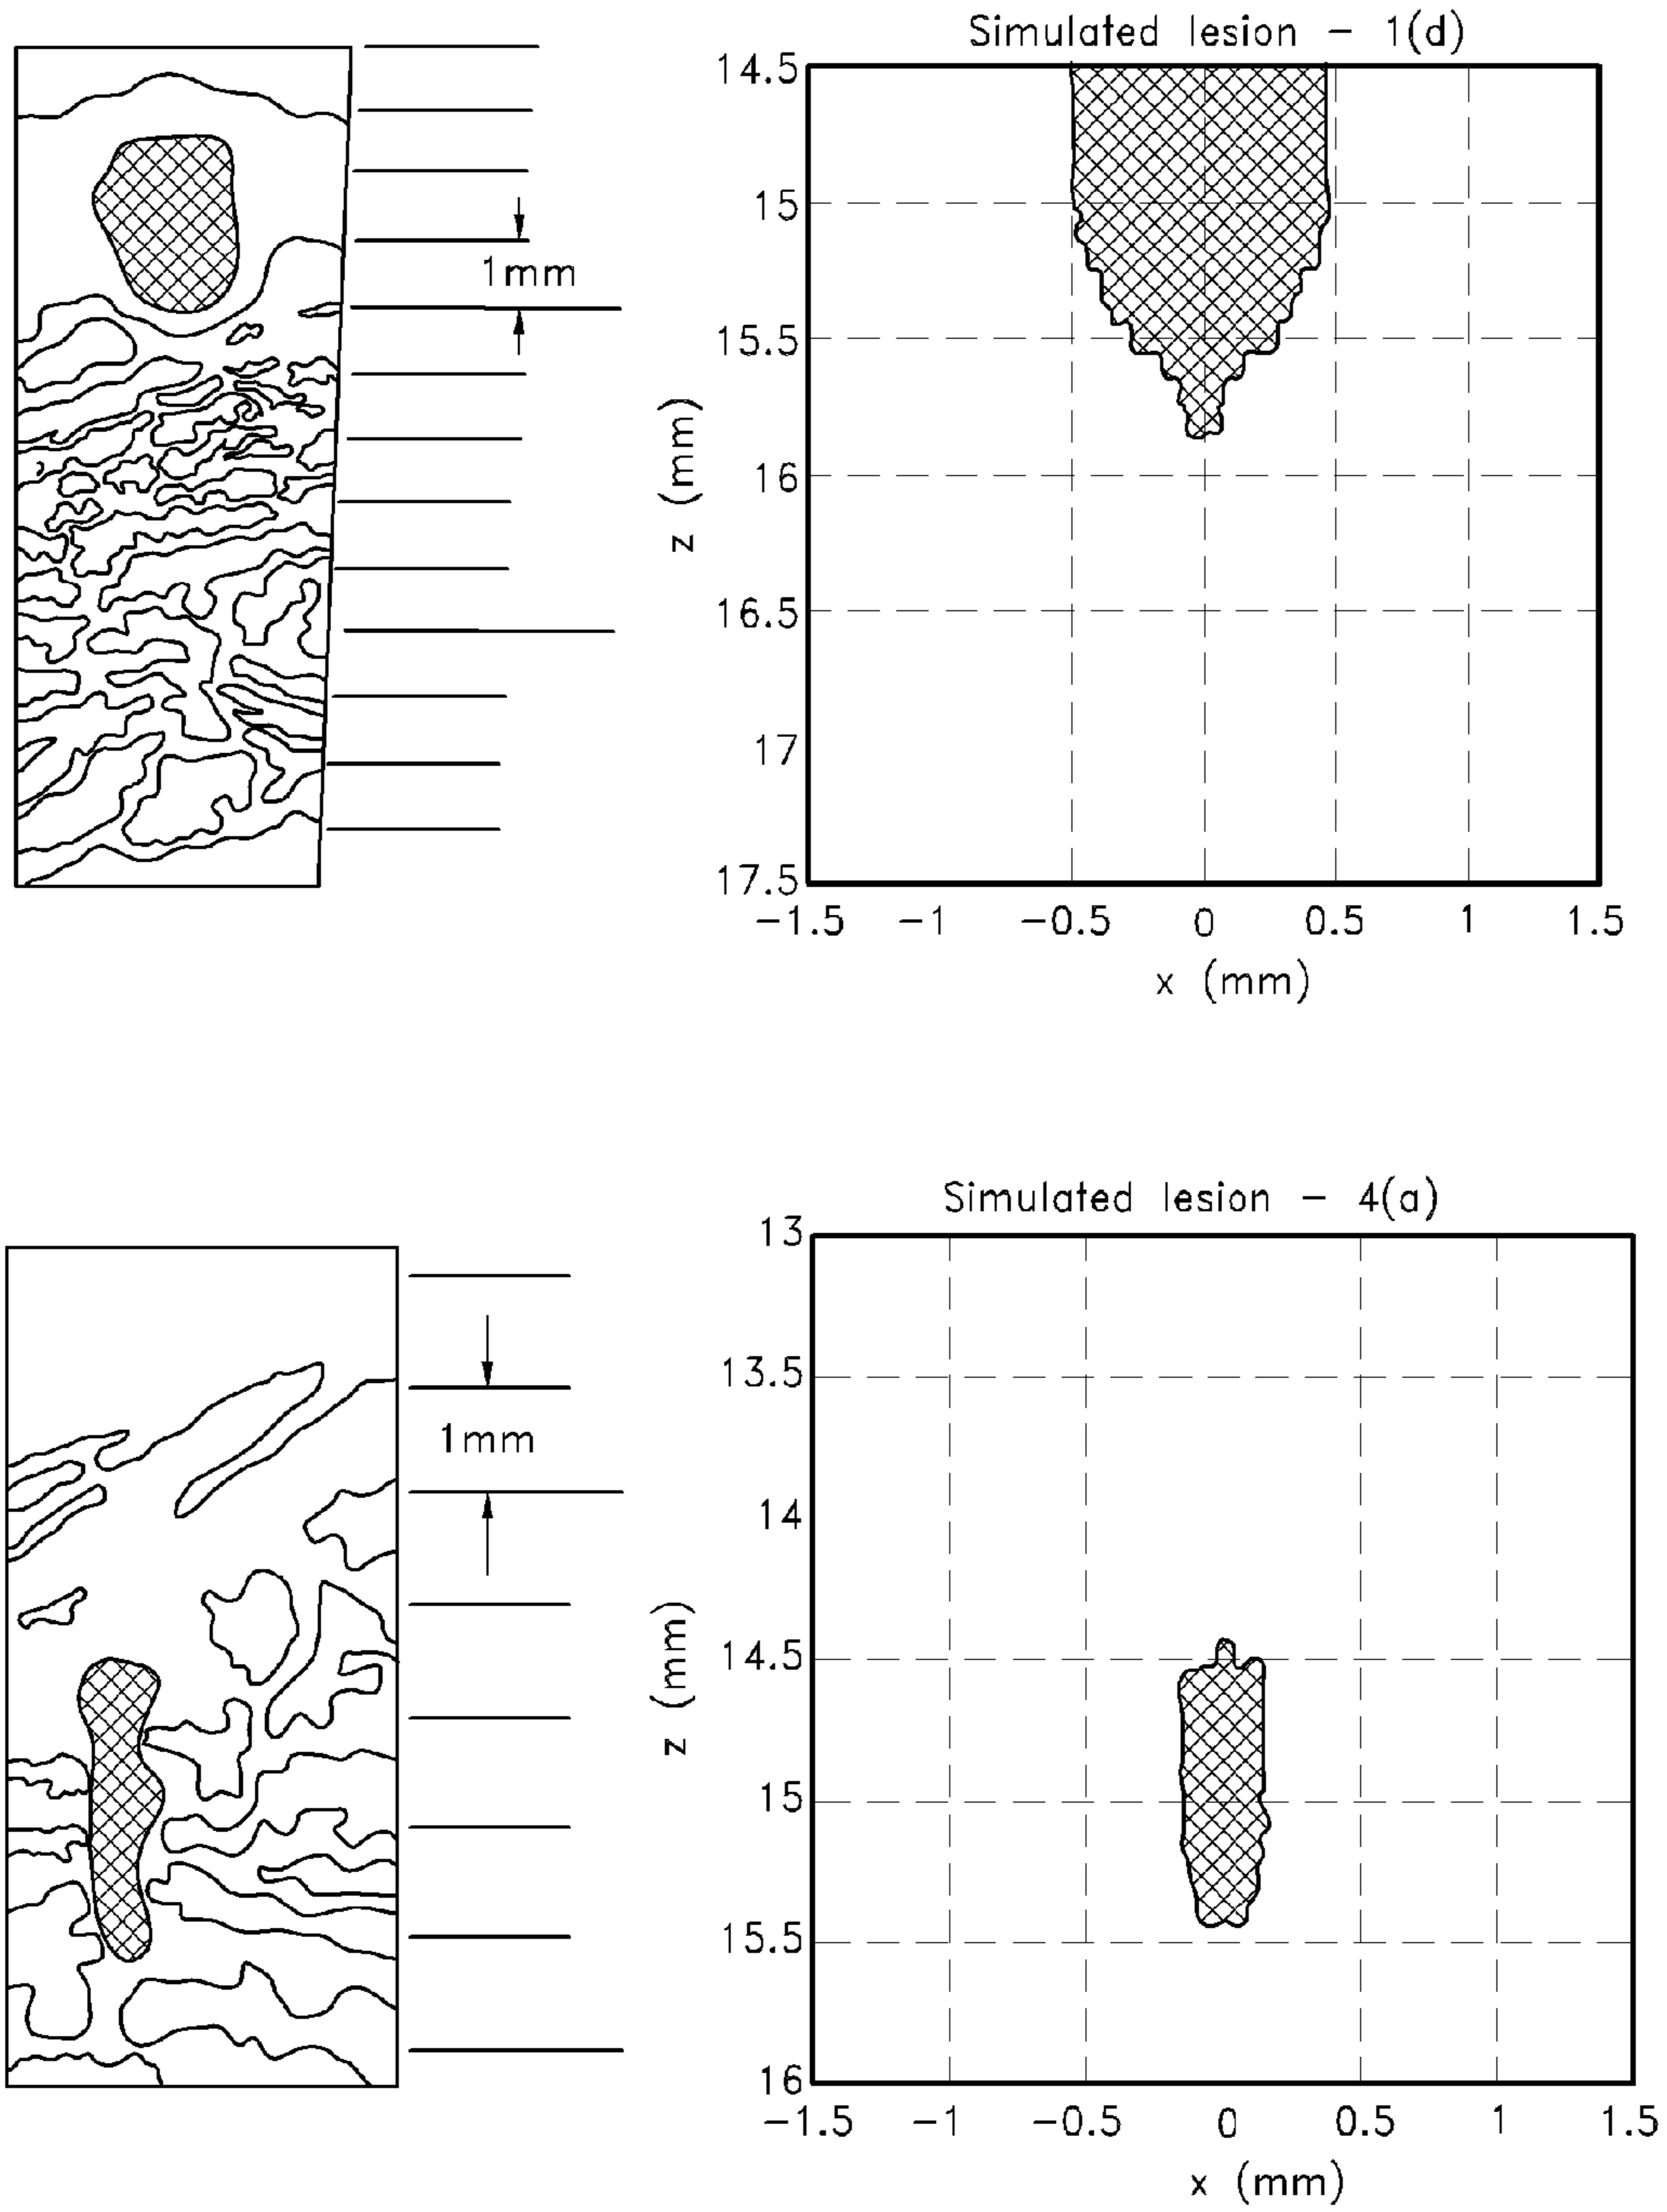 Simulated lesion - 1(d)
1mm
z (mm)
14.5
15
15.5
16
16.5
17
17.5
-1.5 -1 -0.5 0 0.5 1 1.5
x (mm)
Simulated lesion - 4(a)
1mm
z (mm)
13
13.5
14
14.5
15
15.5
16
-1.5 -1 -0.5 0 0.5 1 1.5
x (mm)